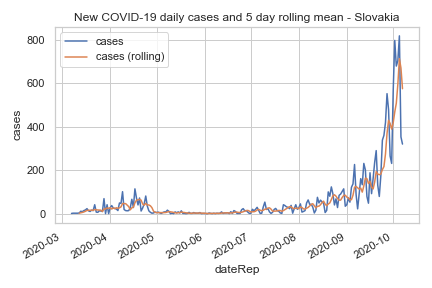 New COVID-19 daily cases and 5 day rolling mean - Slovakia
cases
cases (rolling)
800
600
400
200
0
cases
2020-03
2020-04
2020-05
2020-06
2020-07
2020-08
2020-09
2020-10
dateRep